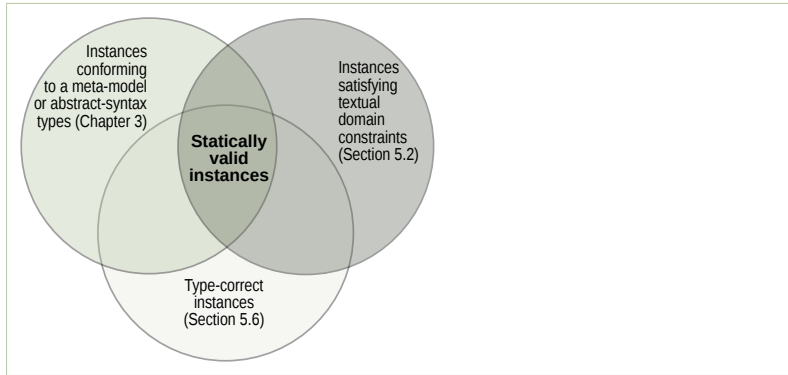 Instances
conforming
to a meta-model
or abstract-syntax
types (Chapter 3)
Instances
satisfying
textual
domain
constraints
(Section 5.2)
Statically
valid
instances
Type-correct
instances
(Section 5.6)